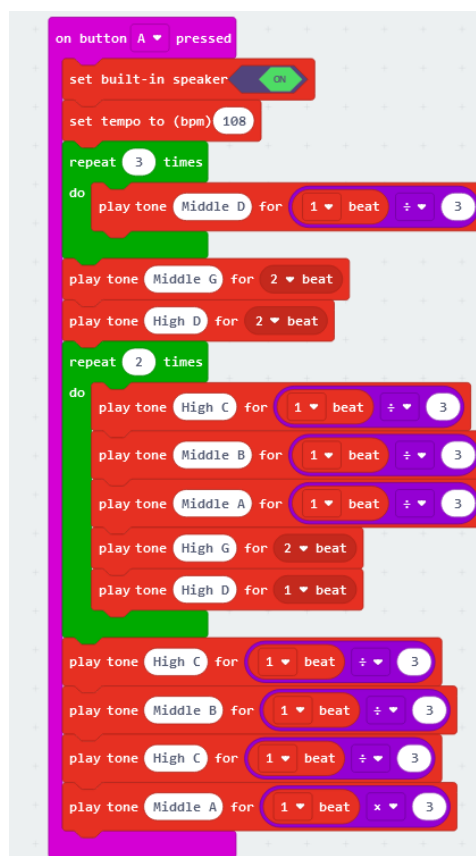 on button A pressed
set built-in speaker ON
set tempo to (bpm) 108
repeat 3 times
do
play tone Middle D for 1 beat ÷ 3
play tone Middle G for 2 beat
play tone High D for 2 beat
repeat 2 times
do
play tone High C for 1 beat ÷ 3
play tone Middle B for 1 beat ÷ 3
play tone Middle A for 1 beat ÷ 3
play tone High G for 2 beat
play tone High D for 1 beat
play tone High C for 1 beat ÷ 3
play tone Middle B for 1 beat ÷ 3
play tone High C for 1 beat ÷ 3
play tone Middle A for 1 beat × 3